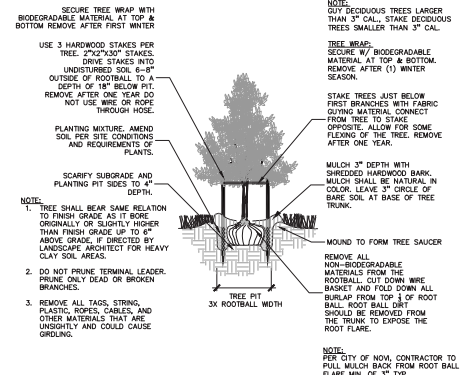 SECURE TREE WRAP WITH
BIODEGRADABLE MATERIAL AT TOP &
BOTTOM REMOVE AFTER FIRST WINTER
USE 3 HARDWOOD STAKES PER
TREE. 2"X2"X30" STAKES.
DRIVE STAKES INTO
UNDISTURBED SOIL 6-8"
OUTSIDE OF ROOTBALL TO A
DEPTH OF 18" BELOW PIT.
REMOVE AFTER ONE YEAR DO
NOT USE WIRE OR ROPE
THROUGH HOSE.
PLANTING MIXTURE. AMEND
SOIL PER SITE CONDITIONS
AND REQUIREMENTS OF
PLANTS.
SCARIFY SUBGRADE AND
PLANTING PIT SIDES TO 4"
DEPTH.
NOTE:
1. TREE SHALL BEAR SAME RELATION
TO FINISH GRADE AS IT BORE
ORIGINALLY OR SLIGHTLY HIGHER
THAN FINISH GRADE UP TO 6"
ABOVE GRADE, IF DIRECTED BY
LANDSCAPE ARCHITECT FOR HEAVY
CLAY SOIL AREAS.
2. DO NOT PRUNE TERMINAL LEADER.
PRUNE ONLY DEAD OR BROKEN
BRANCHES.
3. REMOVE ALL TAGS, STRING,
PLASTIC, ROPES, CABLES, AND
OTHER MATERIALS THAT ARE
UNSIGHTLY AND COULD CAUSE
GIRDLING.
TREE PIT
3X ROOTBALL WIDTH
NOTE:
GUY DECIDUOUS TREES LARGER
THAN 3" CAL., STAKE DECIDUOUS
TREES SMALLER THAN 3" CAL.
TREE WRAP:
SECURE W/ BIODEGRADABLE
MATERIAL AT TOP & BOTTOM.
REMOVE AFTER (1) WINTER
SEASON.
STAKE TREES JUST BELOW
FIRST BRANCHES WITH FABRIC
GUYING MATERIAL CONNECT
FROM TREE TO STAKE
OPPOSITE. ALLOW FOR SOME
FLEXING OF THE TREE. REMOVE
AFTER ONE YEAR.
MULCH 3" DEPTH WITH
SHREDDED HARDWOOD BARK.
MULCH SHALL BE NATURAL IN
COLOR. LEAVE 3" CIRCLE OF
BARE SOIL AT BASE OF TREE
TRUNK.
MOUND TO FORM TREE SAUCER
REMOVE ALL
NON-BIODEGRADABLE
MATERIALS FROM THE
ROOTBALL. CUT DOWN WIRE
BASKET AND FOLD DOWN ALL
BURLAP FROM TOP OF ROOT
BALL. ROOT BALL DIRT
SHOULD BE REMOVED FROM
THE TRUNK TO EXPOSE THE
ROOT FLARE.
NOTE:
PER CITY OF NOVI, CONTRACTOR TO
PULL MULCH BACK FROM ROOT BALL
FLARE MIN. OF 3" TYP.